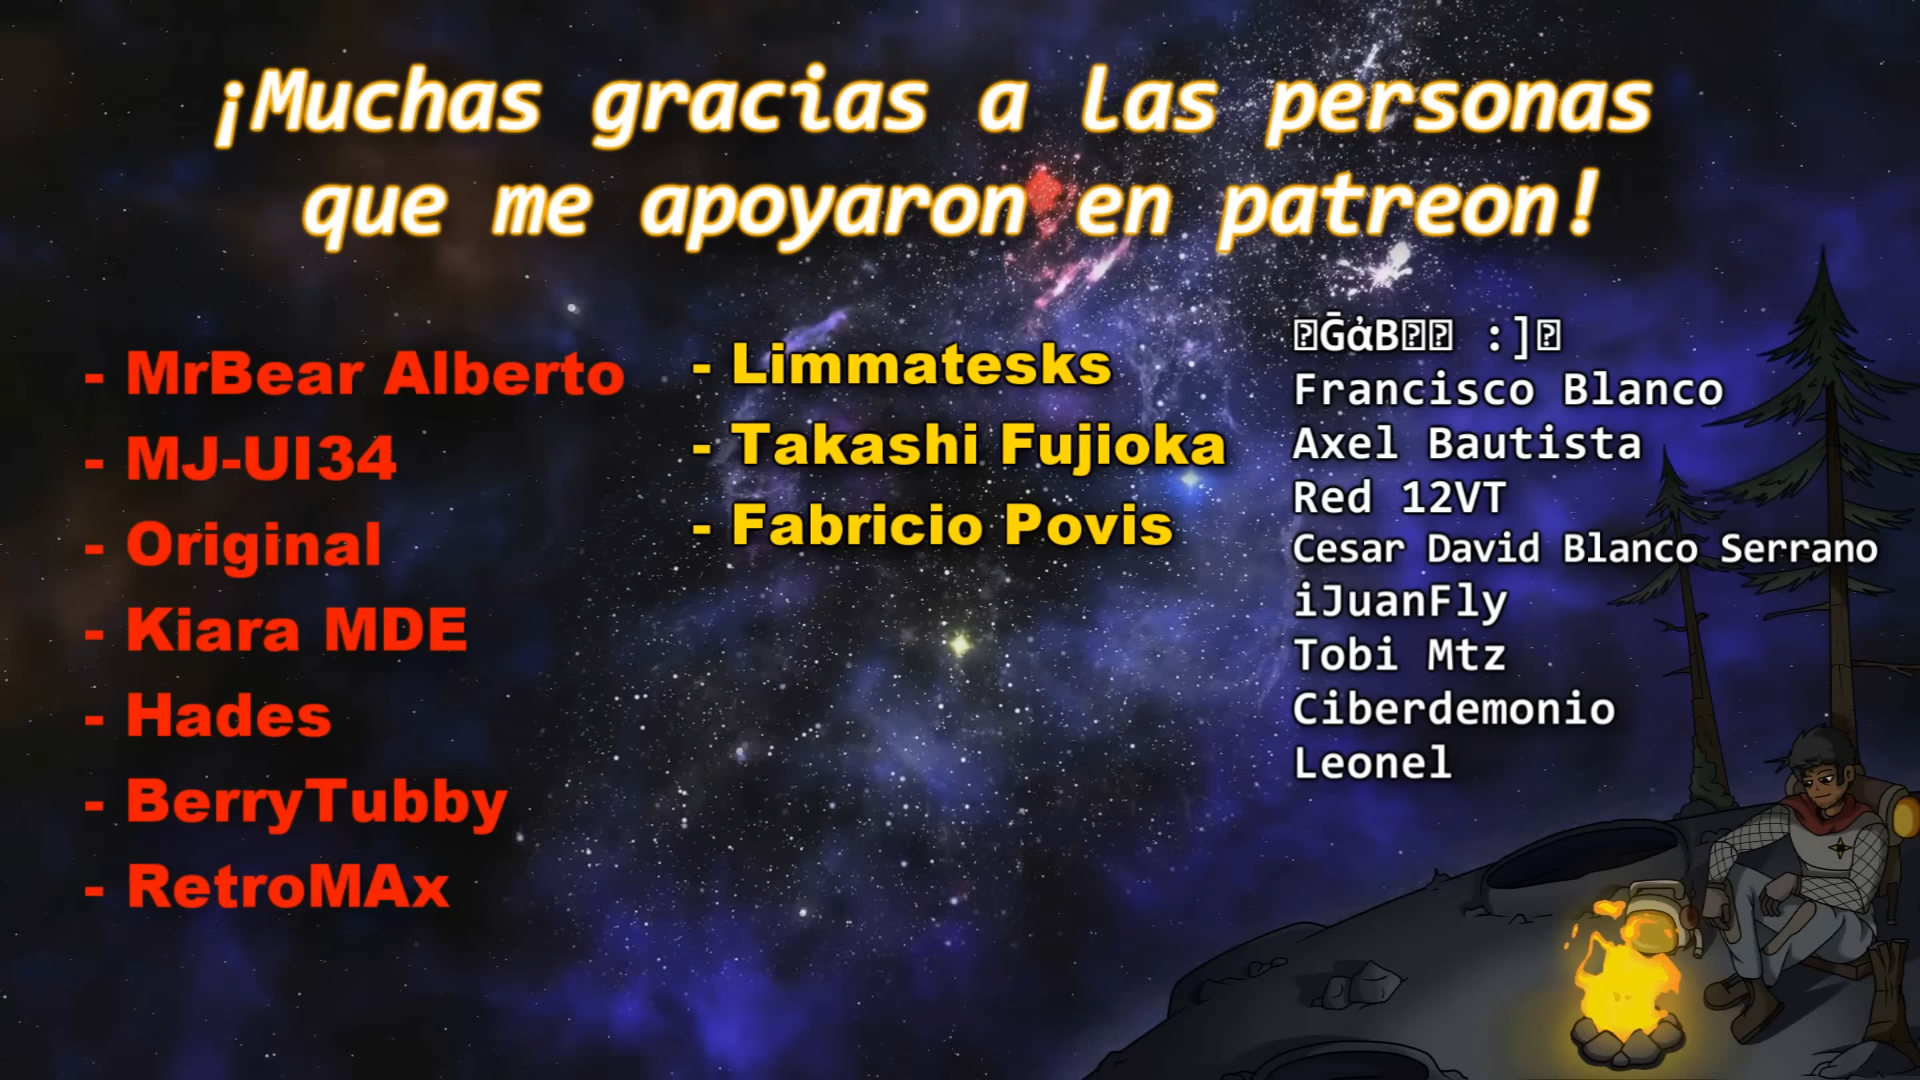 ¡Muchas gracias a las personas
que me apoyaron en patreon!
- MrBear Alberto
- MJ-UI34
- Original
- Kiara MDE
- Hades
- BerryTubby
- RetroMAx
- Limmatesks
- Takashi Fujioka
- Fabricio Povis
Francisco Blanco
Axel Bautista
Red 12VT
Cesar David Blanco Serrano
iJuanFly
Tobi Mtz
Ciberdemonio
Leonel